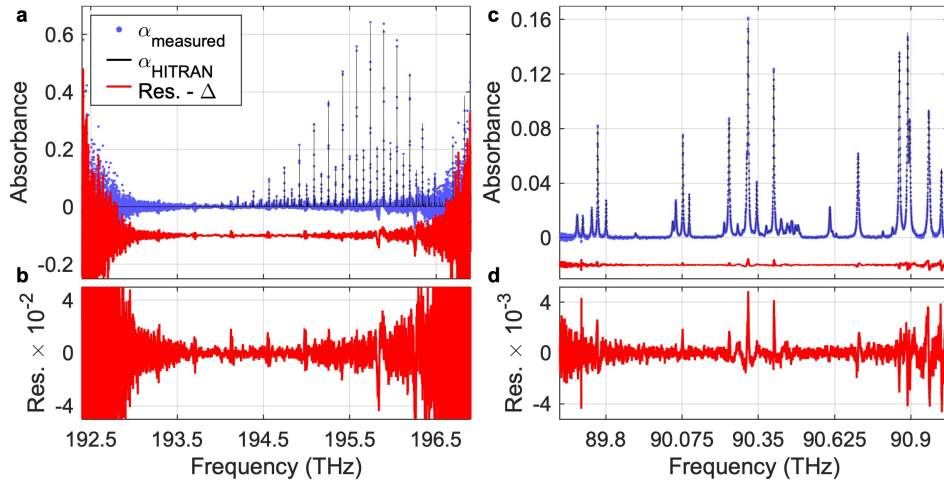 a
α measured
α HITRAN
Res. - Δ
Absorbance
0.6
0.4
0.2
0
-0.2
b
Res. × 10-2
4
0
-4
192.5 193.5 194.5 195.5 196.5
Frequency (THz)
c
Absorbance
0.16
0.12
0.08
0.04
0
d
Res. × 10-3
4
0
-4
89.8 90.075 90.35 90.625 90.9
Frequency (THz)